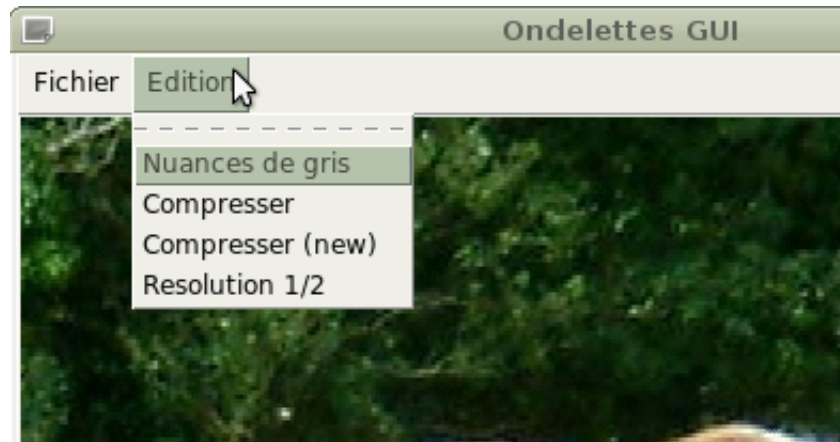 Ondelettes GUI
Fichier Edition
Nuances de gris
Compresser
Compresser (new)
Resolution 1/2